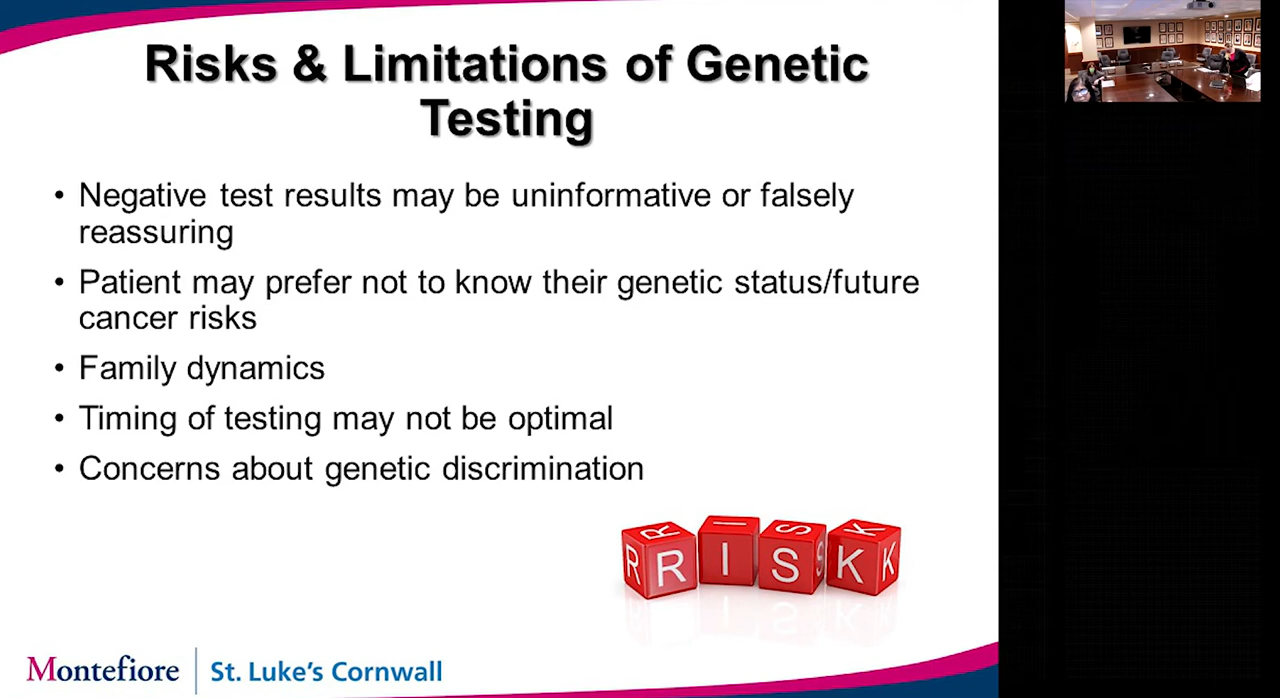 Risks & Limitations of Genetic
Testing
• Negative test results may be uninformative or falsely
reassuring
• Patient may prefer not to know their genetic status/future
cancer risks
• Family dynamics
• Timing of testing may not be optimal
• Concerns about genetic discrimination
R I S K
R R I S S K K
Montefiore St. Luke's Cornwall